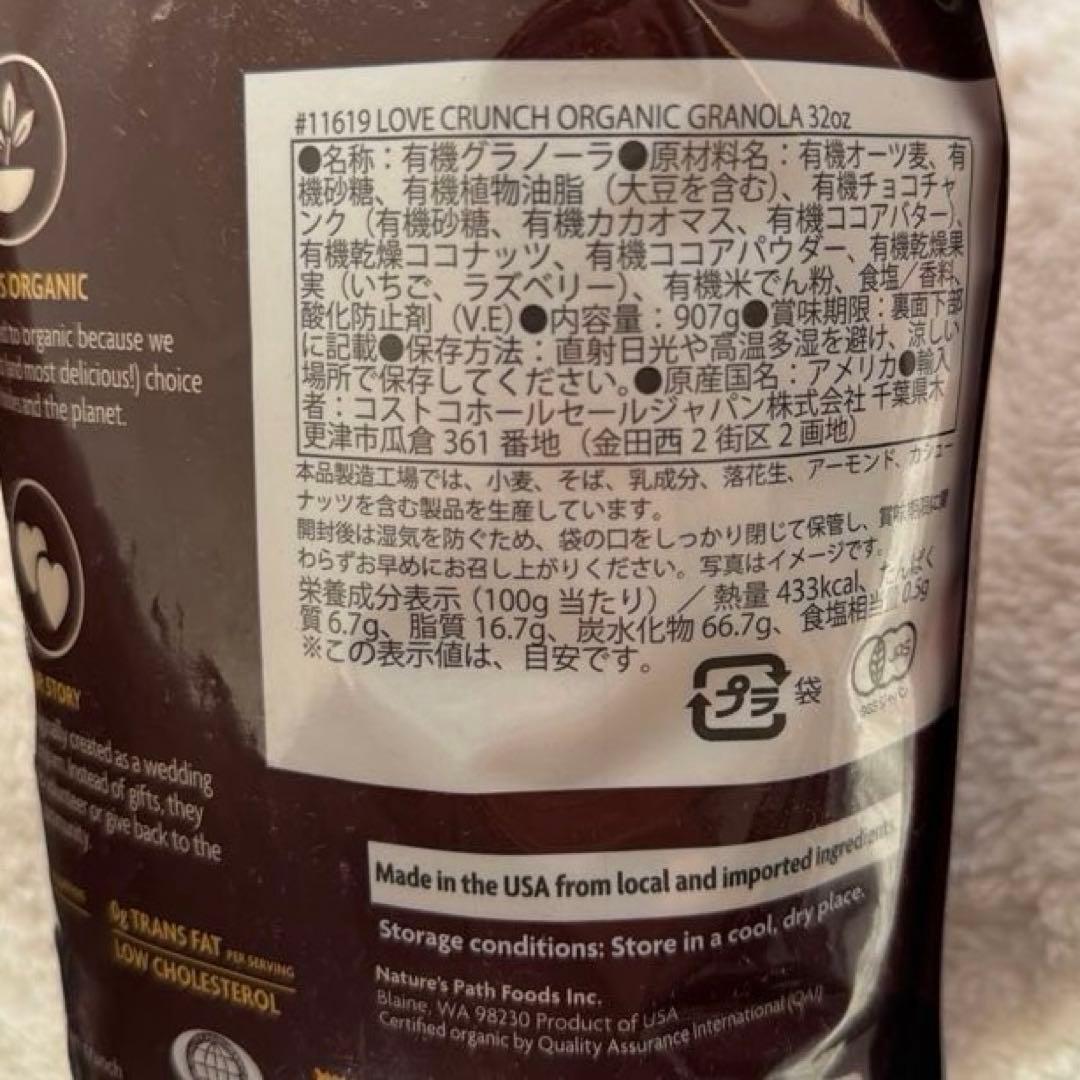 #11619 LOVE CRUNCH ORGANIC GRANOLA 32oz
●名称：有機グラノーラ●原材料名：有機オーツ麦、有
機砂糖、有機植物油脂（大豆を含む）、有機チョコチャ
ンク（有機砂糖、有機カカオマス、有機ココアバター）、
有機乾燥ココナッツ、有機ココアパウダー、有機乾燥果
実（いちご、ラズベリー）、有機米でん粉、食塩／香料、
酸化防止剤（V.E）●内容量：907g●賞味期限：裏面下部
に記載●保存方法：直射日光や高温多湿を避け、涼しい
場所で保存してください。●原産国名：アメリカ●輸入
者：コストコホールセールジャパン株式会社 千葉県木
更津市瓜倉 361 番地（金田西 2 街区 2 画地）
本品製造工場では、小麦、そば、乳成分、落花生、アーモンド、カシュー
ナッツを含む製品を生産しています。
開封後は湿気を防ぐため、袋の口をしっかり閉じて保管し、賞味期限に関
わらずお早めにお召し上がりください。写真はイメージです。
栄養成分表示（100g 当たり）／熱量 433kcal、たんぱく
質 6.7g、脂質 16.7g、炭水化物 66.7g、食塩相当 0.5g
※この表示値は、目安です。
プラ 袋
JAS
SGSジャパン
S ORGANIC
to organic because we
most delicious!) choice
and the planet.
STORY
created as a wedding
Instead of gifts, they
or give back to the
0g TRANS FAT PER SERVING
LOW CHOLESTEROL
Made in the USA from local and imported ingredients.
Storage conditions: Store in a cool, dry place.
Nature's Path Foods Inc.
Blaine, WA 98230 Product of USA
Certified organic by Quality Assurance International (QAI)